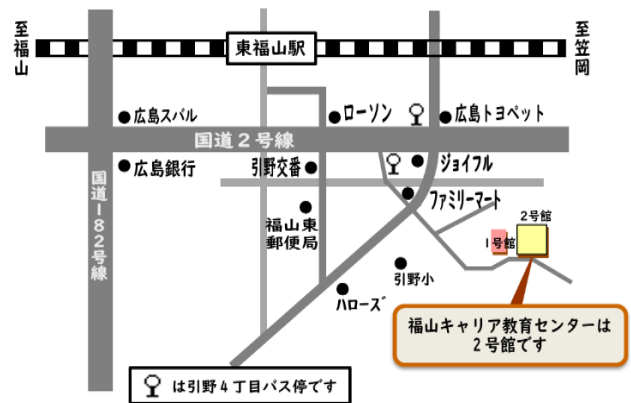 至福山
東福山駅
至笠岡
広島スバル
ローソン
広島トヨペット
国道2号線
広島銀行
引野交番
ジョイフル
国道182号線
ファミリーマート
福山東
郵便局
2号館
1号館
引野小
ハローズ
福山キャリア教育センターは
2号館です
は引野4丁目バス停です